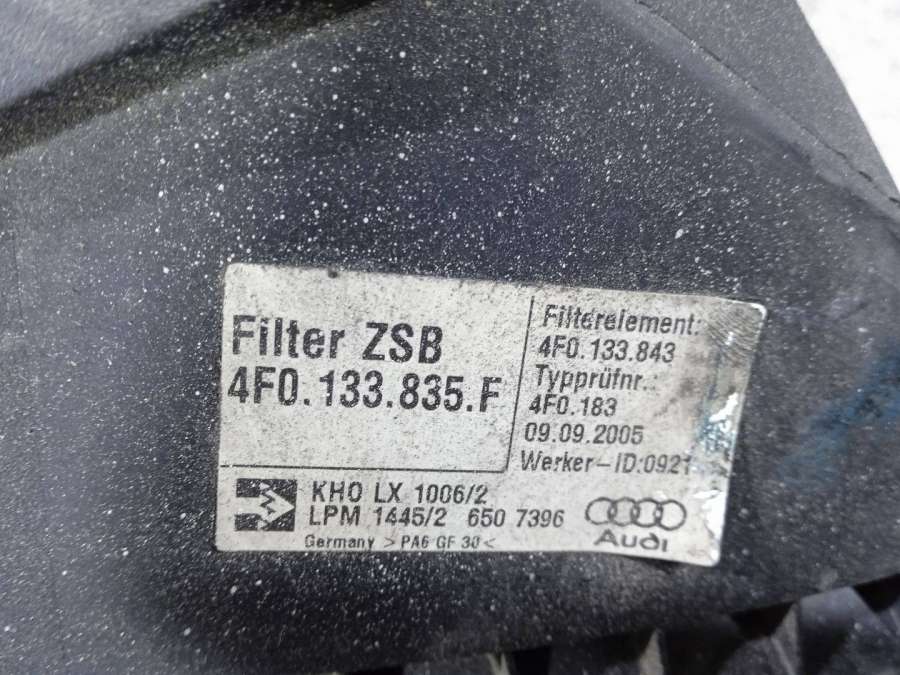 Filter ZSB
4F0.133.835.F
Filterelement:
4F0.133.843
Typprüfnr.:
4F0.183
09.09.2005
Werker-ID:0921
KHO LX 1006/2
LPM 1445/2 650 7396
Germany >PA6 GF 30<
Audi